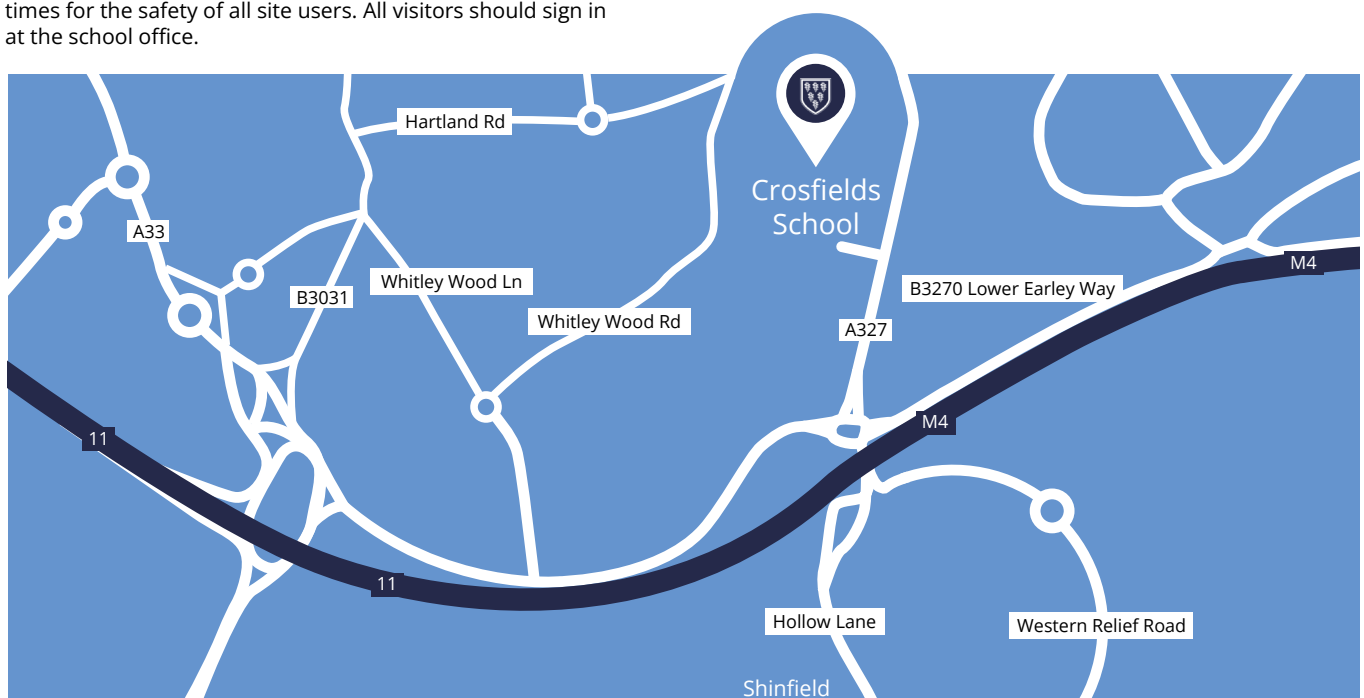 times for the safety of all site users. All visitors should sign in
at the school office.
Hartland Rd
Crosfields
School
A33
Whitley Wood Ln
B3031
Whitley Wood Rd
B3270 Lower Earley Way
M4
A327
M4
11
11
Hollow Lane
Western Relief Road
Shinfield